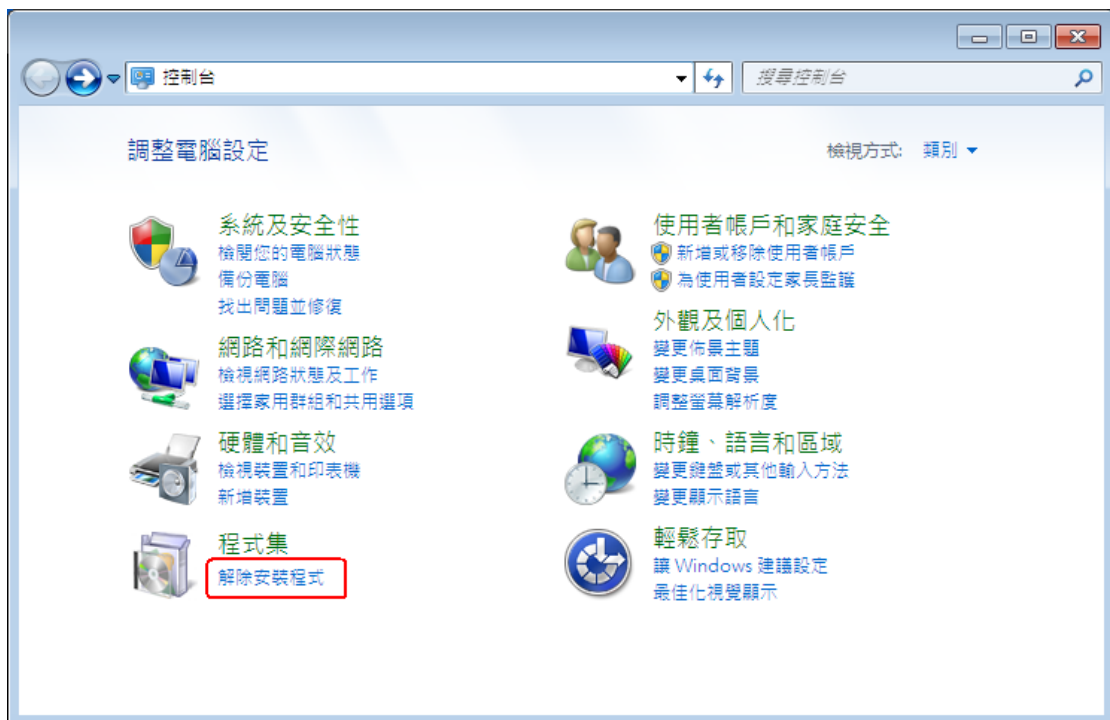 控制台
搜尋控制台
調整電腦設定
檢視方式: 類別
系統及安全性
檢閱您的電腦狀態
備份電腦
找出問題並修復
網路和網際網路
檢視網路狀態及工作
選擇家用群組和共用選項
硬體和音效
檢視裝置和印表機
新增裝置
程式集
解除安裝程式
使用者帳戶和家庭安全
新增或移除使用者帳戶
為使用者設定家長監護
外觀及個人化
變更佈景主題
變更桌面背景
調整螢幕解析度
時鐘、語言和區域
變更鍵盤或其他輸入方法
變更顯示語言
輕鬆存取
讓 Windows 建議設定
最佳化視覺顯示